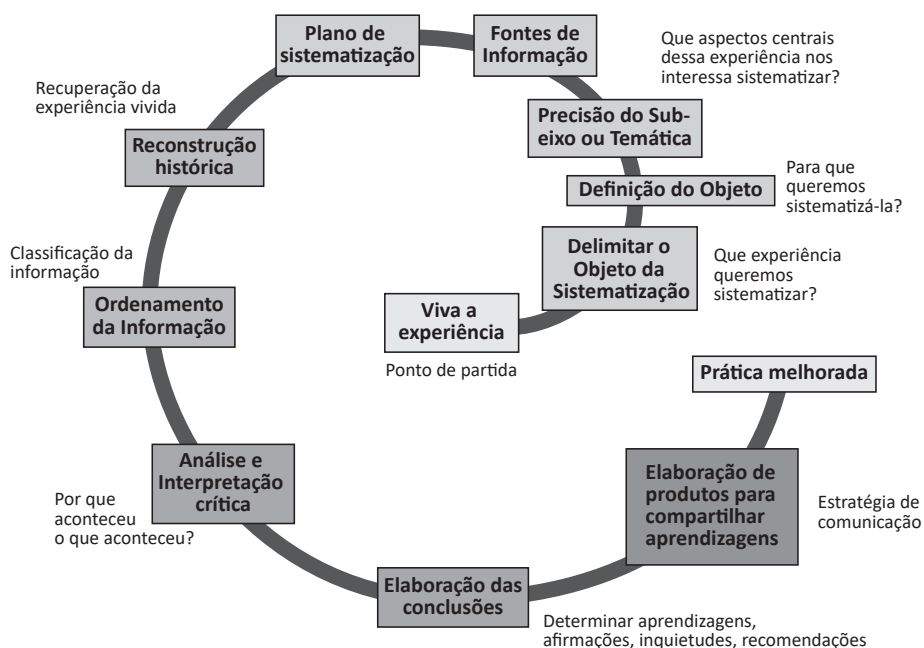 Plano de
sistematização
Fontes de
Informação
Que aspectos centrais
dessa experiência nos
interessa sistematizar?
Recuperação da
experiência vivida
Precisão do Sub-
eixo ou Temática
Reconstrução
histórica
Definição do Objeto
Para que
queremos
sistematizá-la?
Delimitar o
Objeto da
Sistematização
Que experiência
queremos
sistematizar?
Classificação da
informação
Ordenamento
da Informação
Viva a
experiência
Ponto de partida
Prática melhorada
Análise e
Interpretação
crítica
Por que
aconteceu
o que aconteceu?
Elaboração de
produtos para
compartilhar
aprendizagens
Estratégia de
comunicação
Elaboração das
conclusões
Determinar aprendizagens,
afirmações, inquietudes, recomendações